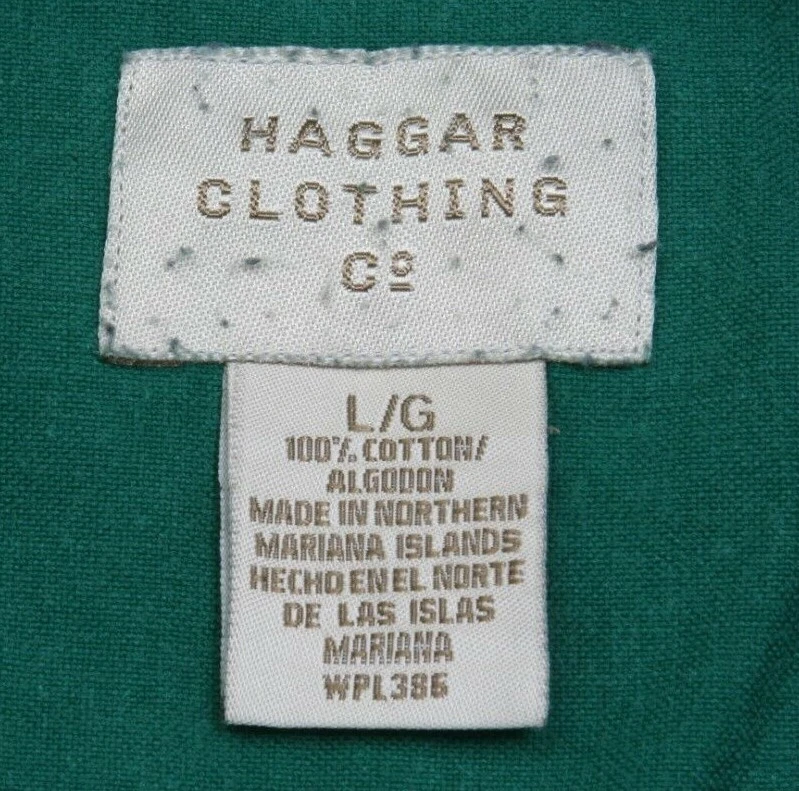 HAGGAR
CLOTHING
Cº
L/G
100% COTTON/
ALGODON
MADE IN NORTHERN
MARIANA ISLANDS
HECHO EN EL NORTE
DE LAS ISLAS
MARIANA
WPL386